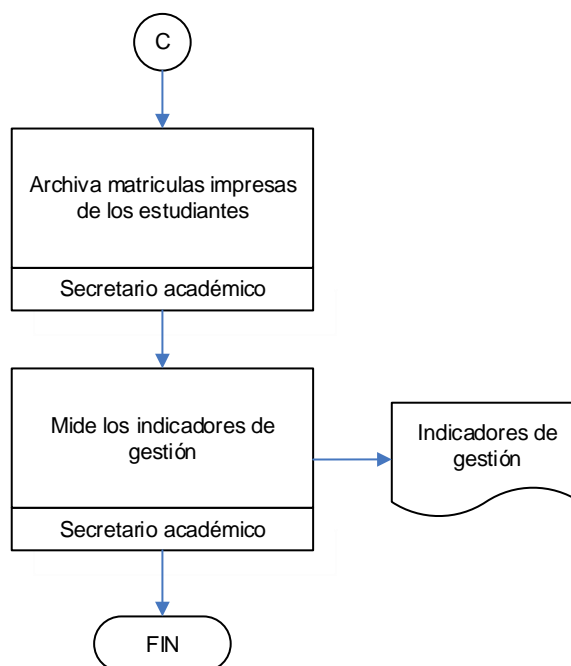 C
Archiva matriculas impresas
de los estudiantes
Secretario académico
Mide los indicadores de
gestión
Secretario académico
Indicadores de
gestión
FIN